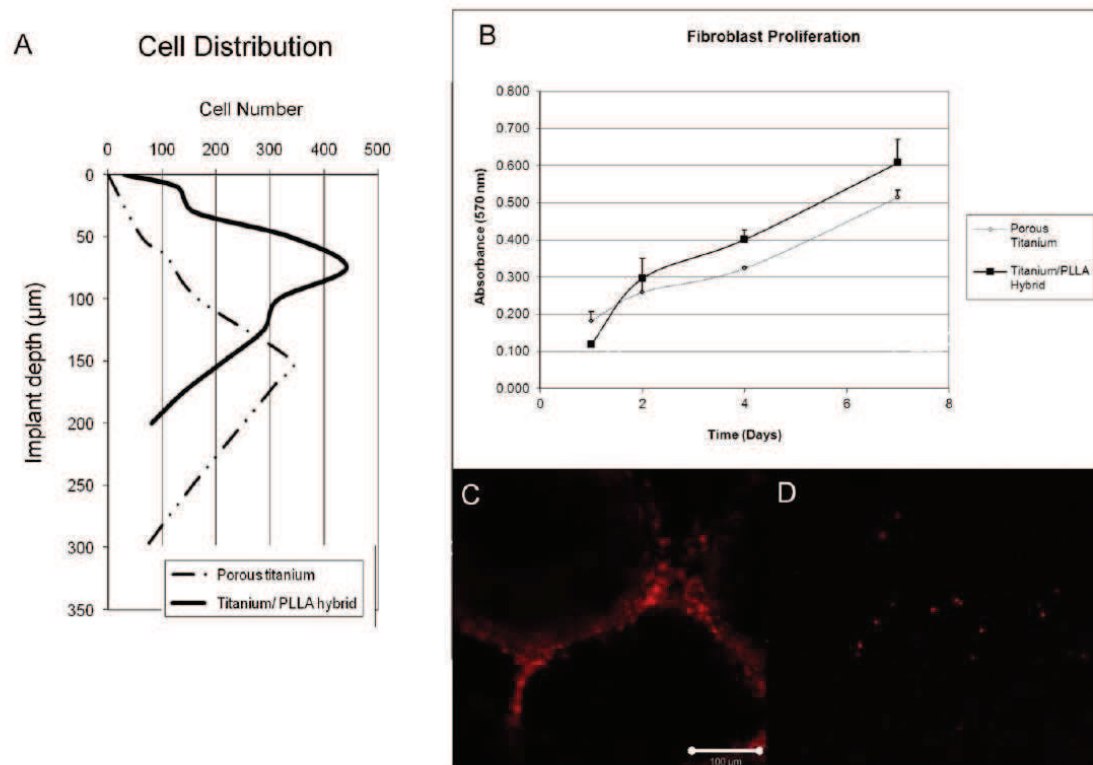 A
Cell Distribution
Cell Number
0 100 200 300 400 500
0
50
100
150
200
250
300
350
Implant depth (µm)
Porous titanium
Titanium/ PLLA hybrid
B
Fibroblast Proliferation
0.800
0.700
0.600
0.500
0.400
0.300
0.200
0.100
0.000
Absorbance (570 nm)
0 2 4 6 8
Time (Days)
Porous
Titanium
Titanium/PLLA
Hybrid
C
100 µm
D